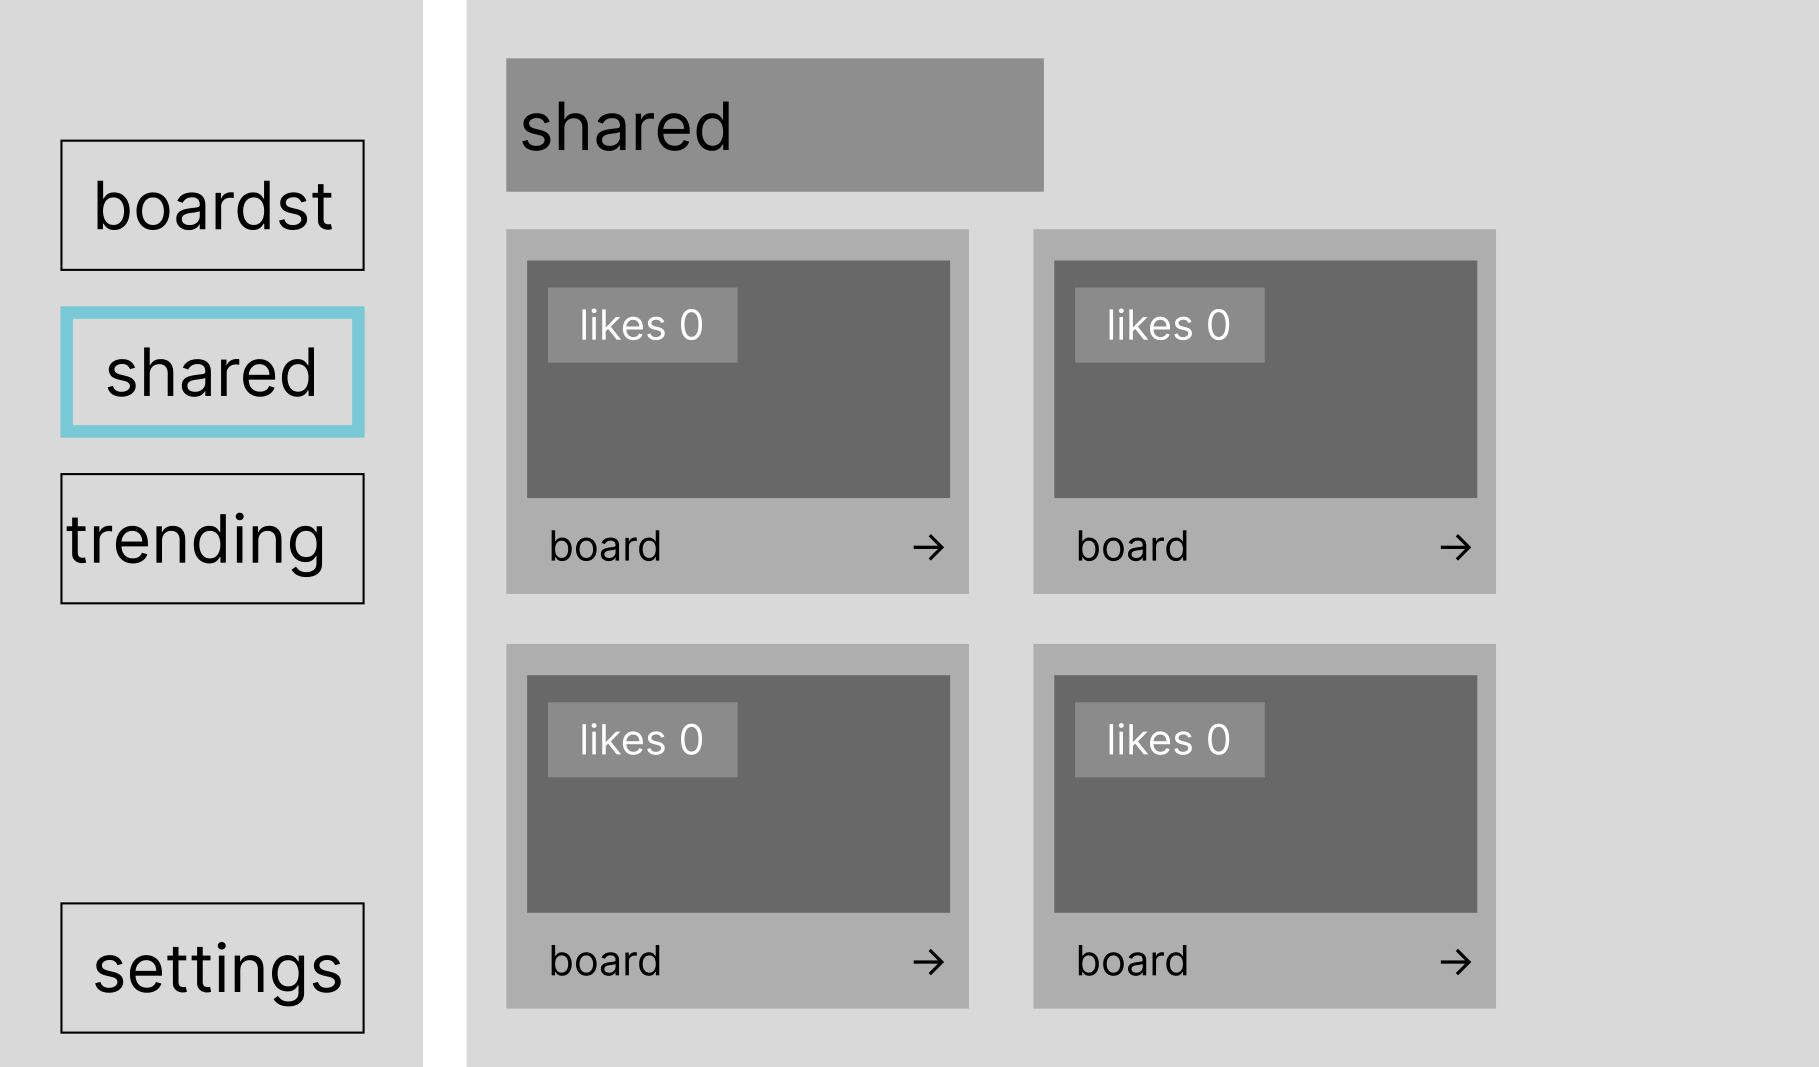 boardst
shared
trending
settings
shared
likes 0
board →
likes 0
board →
likes 0
board →
likes 0
board →